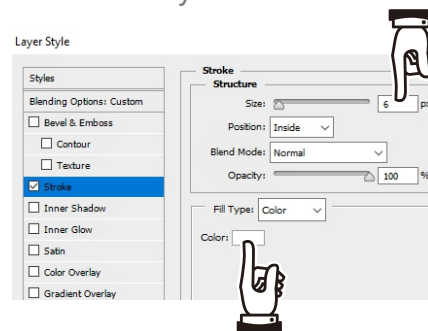 Layer Style
Styles
Blending Options: Custom
Bevel & Emboss
Contour
Texture
Stroke
Inner Shadow
Inner Glow
Satin
Color Overlay
Gradient Overlay
Stroke
Structure
Size: 6 px
Position: Inside
Blend Mode: Normal
Opacity: 100 %
Fill Type: Color
Color: